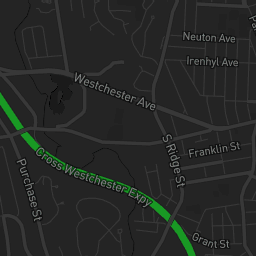 Neuton Ave
Irenhyl Ave
Westchester Ave
S Ridge St
Franklin St
Cross Westchester Expy
Purchase St
Grant St